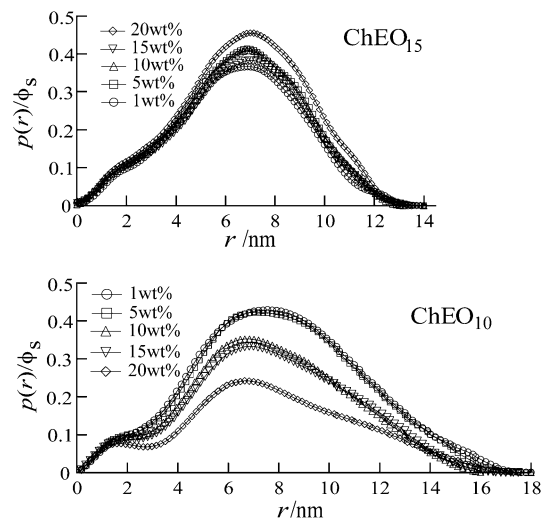 0.5
0.4
0.3
0.2
0.1
0
p(r)/ϕS
20wt%
15wt%
10wt%
5wt%
1wt%
ChEO15
0 2 4 6 8 10 12 14
r /nm
0.5
0.4
0.3
0.2
0.1
0
p(r)/ϕS
1wt%
5wt%
10wt%
15wt%
20wt%
ChEO10
0 2 4 6 8 10 12 14 16 18
r /nm